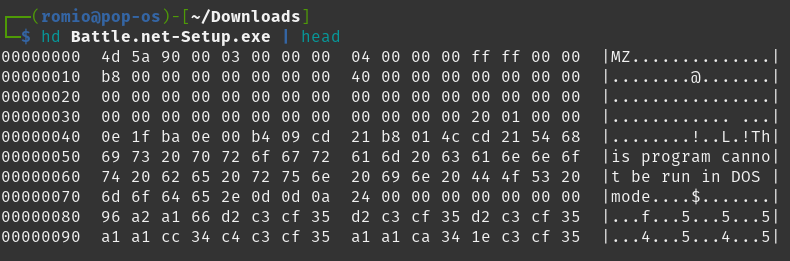 ┌──(romio@pop-os)-[~/Downloads]
└─$ hd Battle.net-Setup.exe | head
00000000  4d 5a 90 00 03 00 00 00  04 00 00 00 ff ff 00 00  |MZ..............|
00000010  b8 00 00 00 00 00 00 00  40 00 00 00 00 00 00 00  |........@.......|
00000020  00 00 00 00 00 00 00 00  00 00 00 00 00 00 00 00  |................|
00000030  00 00 00 00 00 00 00 00  00 00 00 00 20 01 00 00  |............ ...|
00000040  0e 1f ba 0e 00 b4 09 cd  21 b8 01 4c cd 21 54 68  |........!..L.!Th|
00000050  69 73 20 70 72 6f 67 72  61 6d 20 63 61 6e 6e 6f  |is program canno|
00000060  74 20 62 65 20 72 75 6e  20 69 6e 20 44 4f 53 20  |t be run in DOS |
00000070  6d 6f 64 65 2e 0d 0d 0a  24 00 00 00 00 00 00 00  |mode....$.......|
00000080  96 a2 a1 66 d2 c3 cf 35  d2 c3 cf 35 d2 c3 cf 35  |...f...5...5...5|
00000090  a1 a1 cc 34 c4 c3 cf 35  a1 a1 ca 34 1e c3 cf 35  |...4...5...4...5|